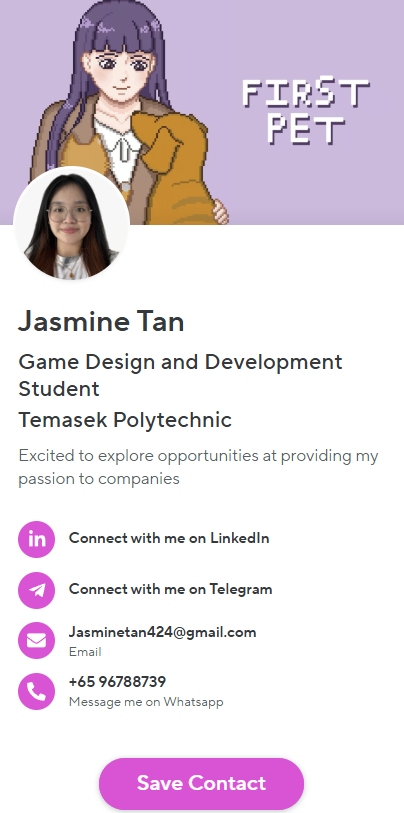 FIRST
PET
Jasmine Tan
Game Design and Development
Student
Temasek Polytechnic
Excited to explore opportunities at providing my
passion to companies
in
Connect with me on LinkedIn
Connect with me on Telegram
Jasminetan424@gmail.com
Email
+65 96788739
Message me on Whatsapp
Save Contact